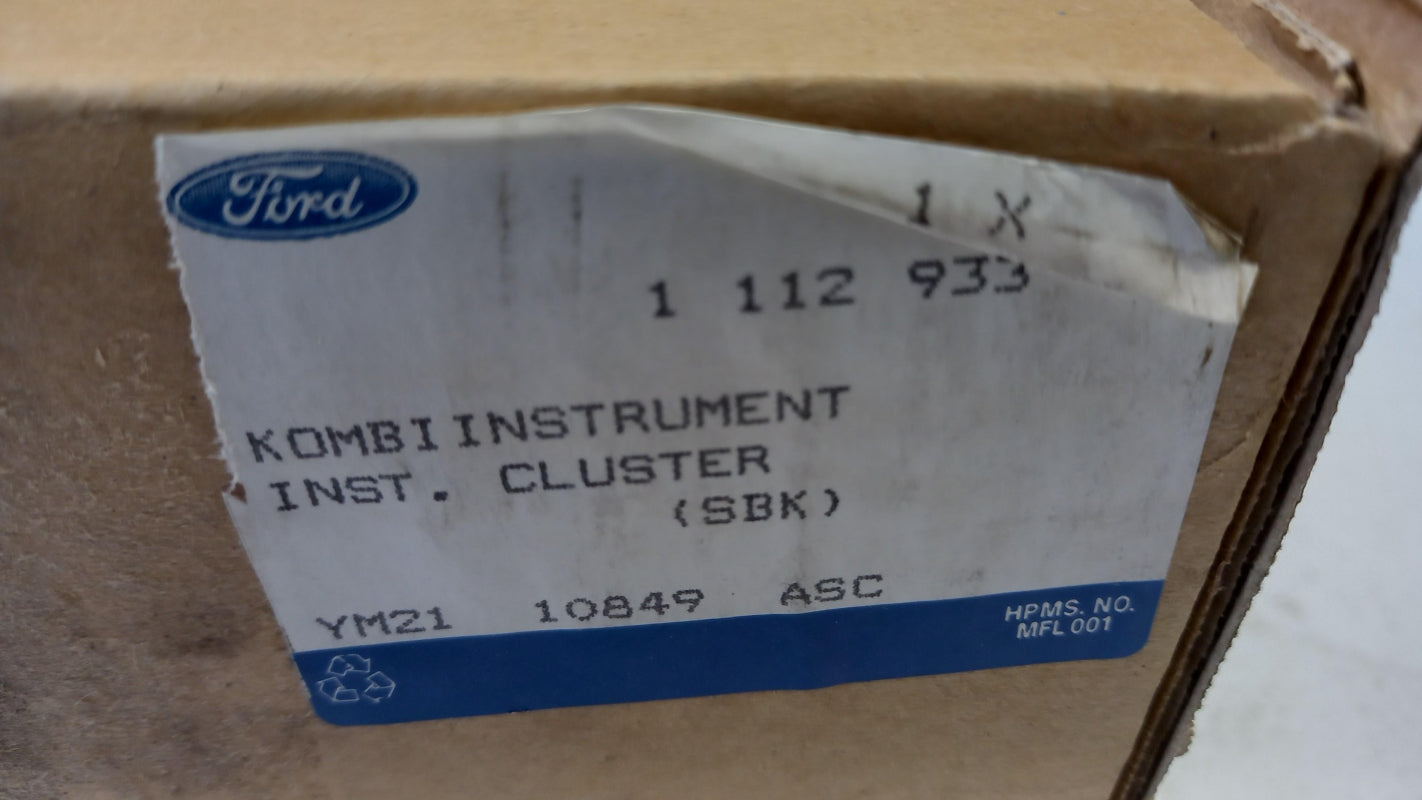 Ford
1 X
1 112 933
KOMBIINSTRUMENT
INST. CLUSTER
(SBK)
YM21 10849 ASC
HPMS. NO.
MFL 001